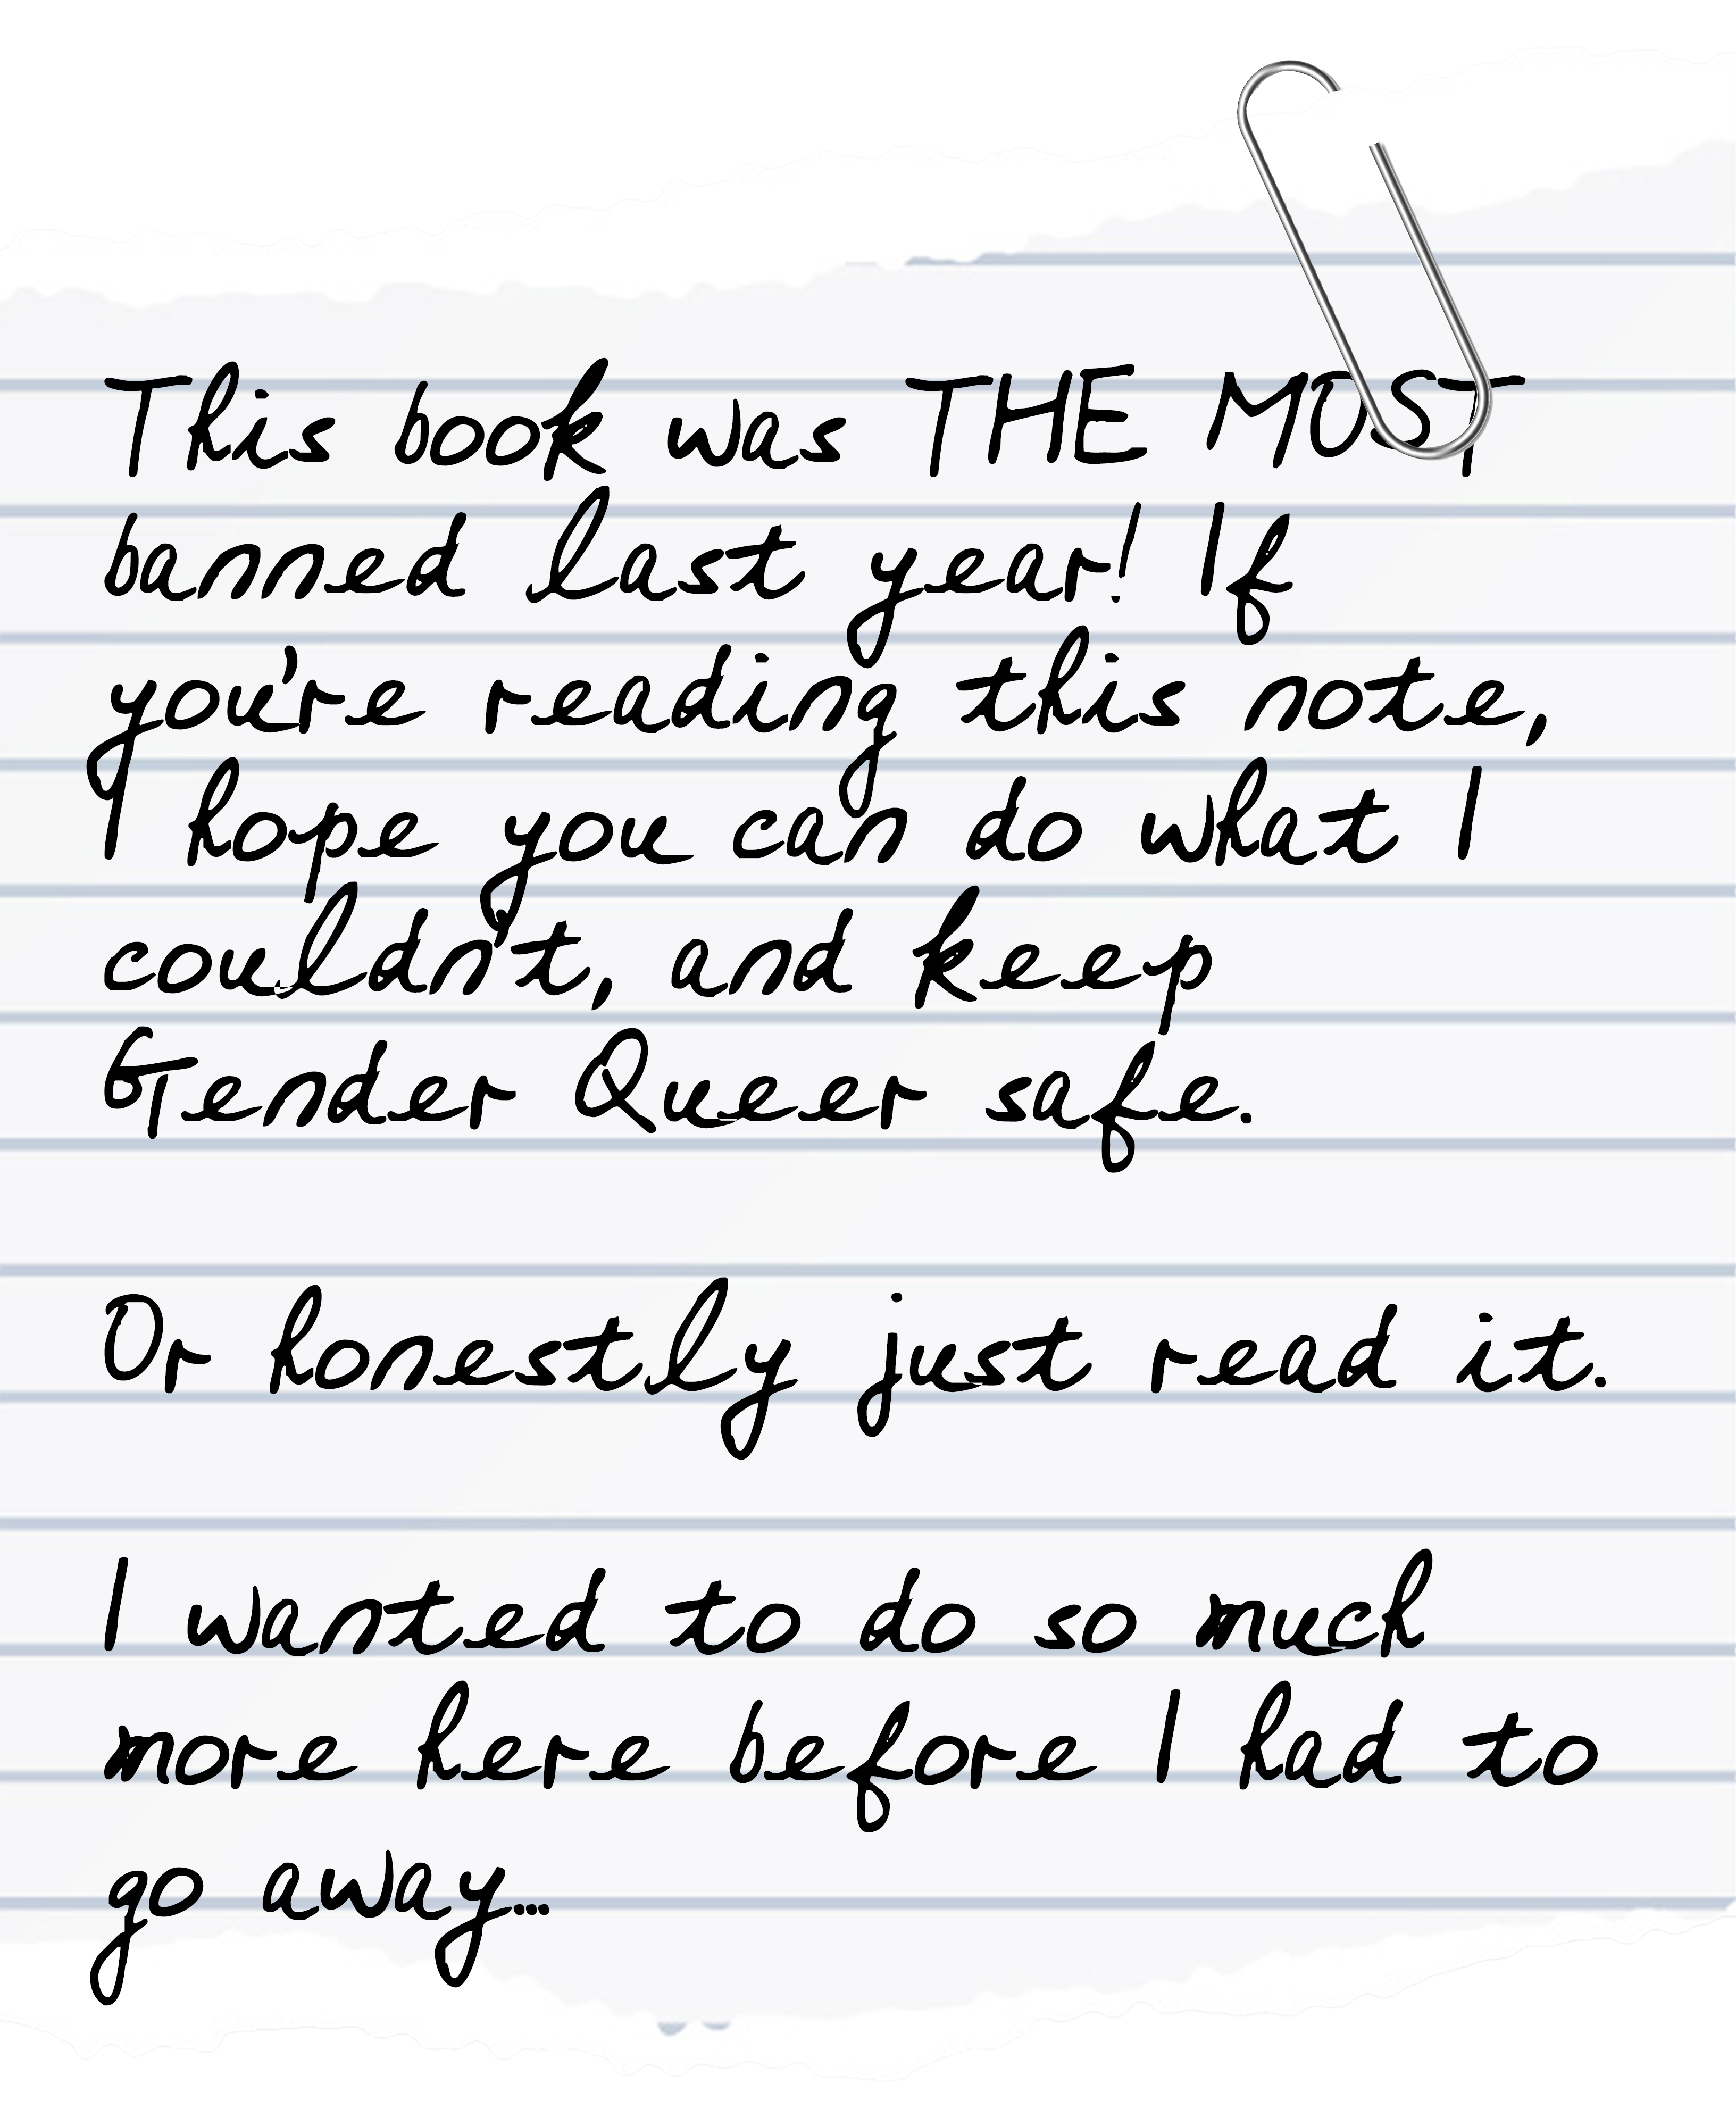 This book was THE MOST
banned last year! If
you're reading this note,
I hope you can do what I
couldn't, and keep
Gender Queer safe.
Or honestly just read it.
I wanted to do so much
more here before I had to
go away...